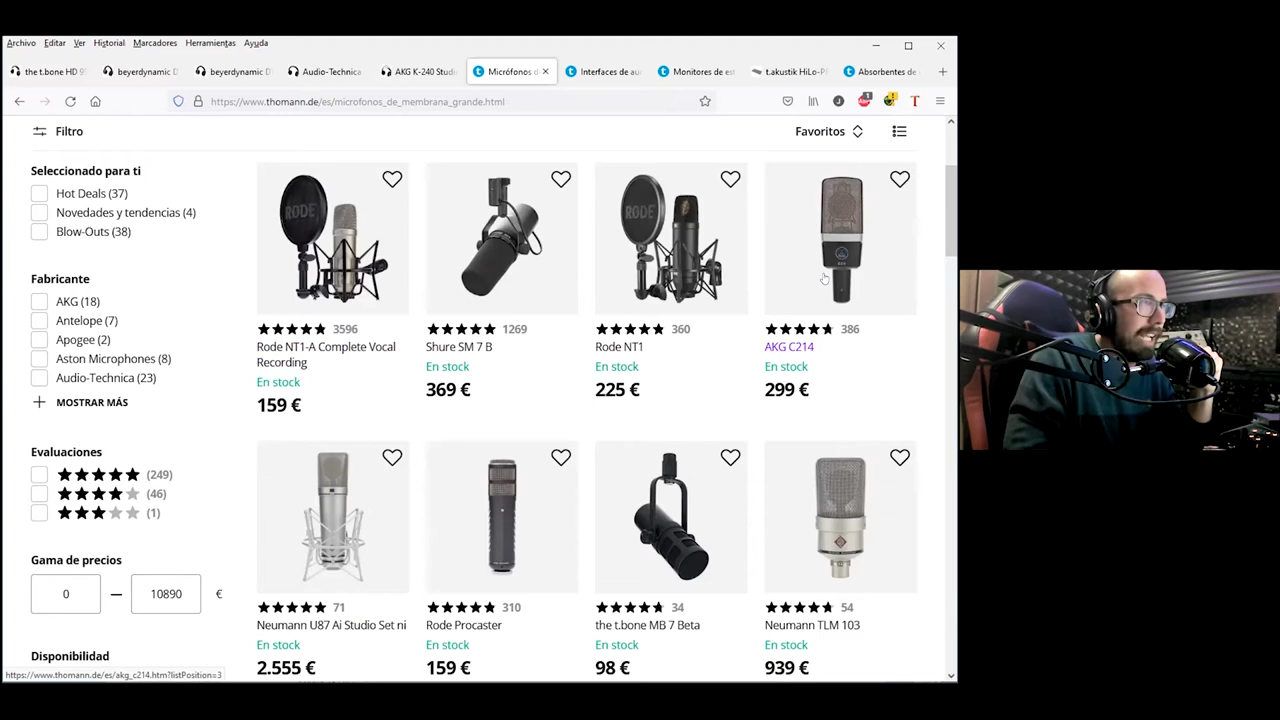 Archivo Editar Ver Historial Marcadores Herramientas Ayuda
the t.bone HD 9 beyerdynamic D beyerdynamic D Audio-Technica AKG K-240 Studi Micrófonos d Interfaces de au Monitores de es t.akustik HiLo-P Absorbentes de
https://www.thomann.de/es/microfonos_de_membrana_grande.html
Filtro
Favoritos
Seleccionado para ti
Hot Deals (37)
Novedades y tendencias (4)
Blow-Outs (38)
Fabricante
AKG (18)
Antelope (7)
Apogee (2)
Aston Microphones (8)
Audio-Technica (23)
MOSTRAR MÁS
Evaluaciones
(249)
(46)
(1)
Gama de precios
0 — 10890 €
Disponibilidad
RODE
3596
Rode NT1-A Complete Vocal
Recording
En stock
159 €
1269
Shure SM 7 B
En stock
369 €
RODE
360
Rode NT1
En stock
225 €
386
AKG C214
En stock
299 €
71
Neumann U87 Ai Studio Set ni
En stock
2.555 €
310
Rode Procaster
En stock
159 €
34
the t.bone MB 7 Beta
En stock
98 €
54
Neumann TLM 103
En stock
939 €
https://www.thomann.de/es/akg_c214.htm?listPosition=3